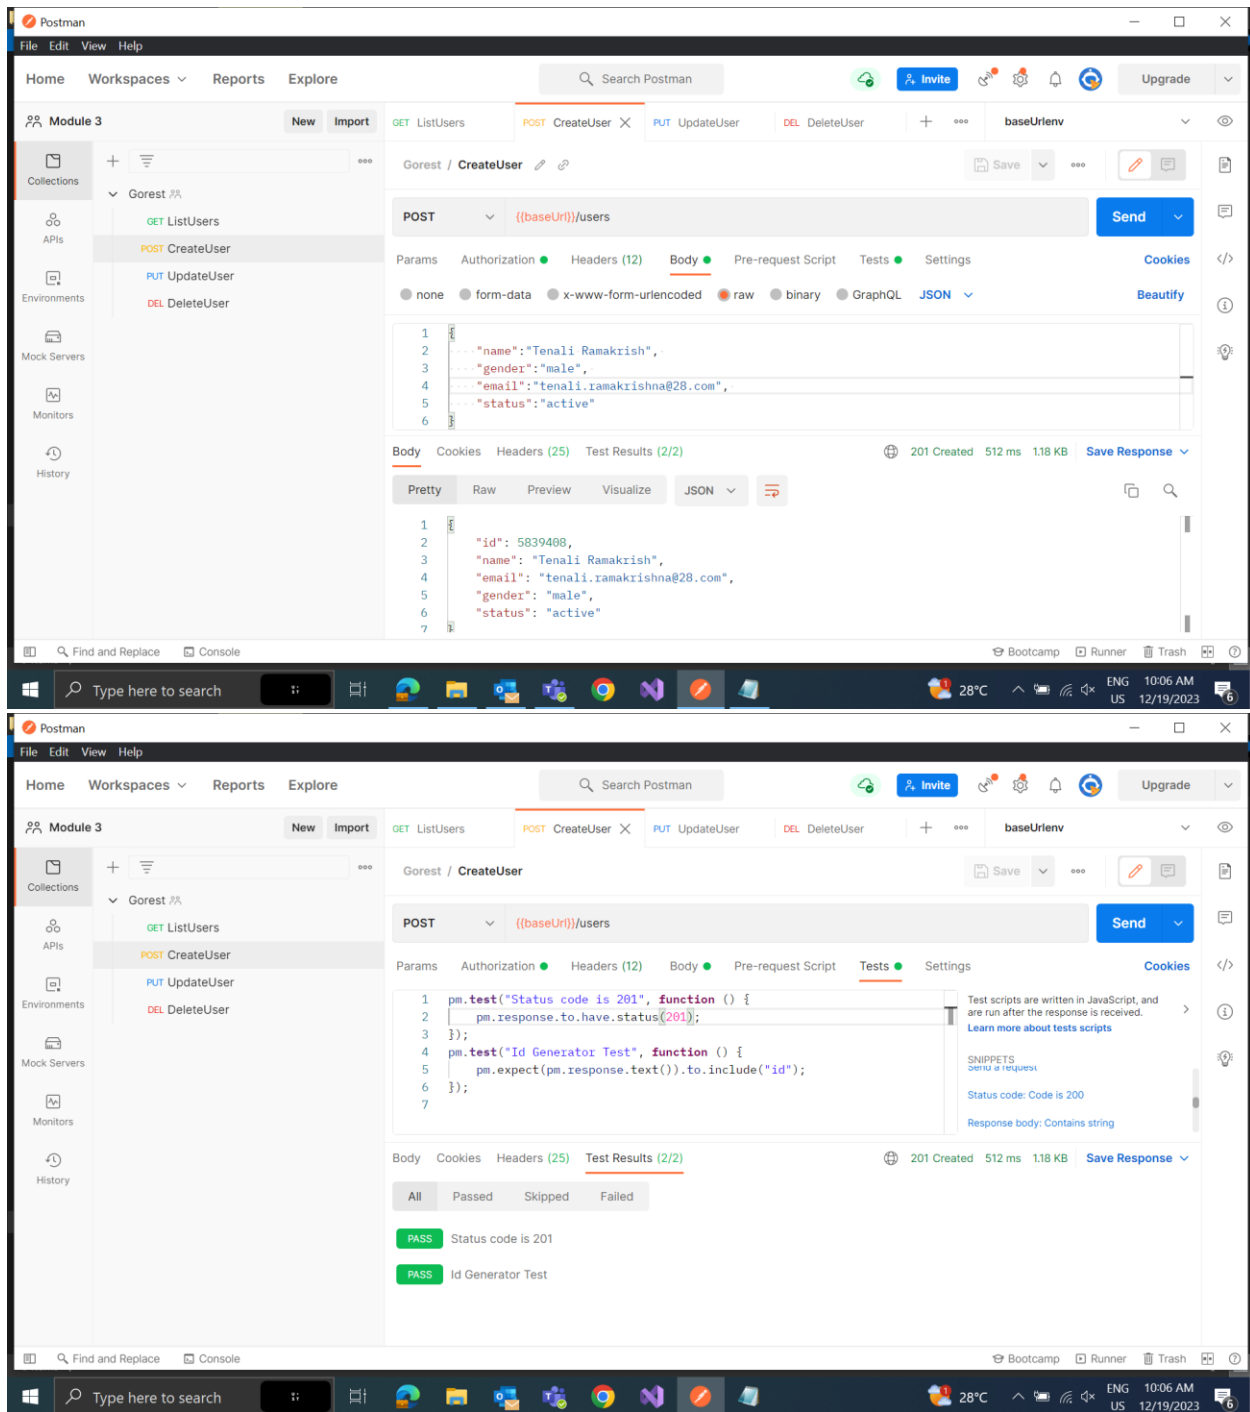 Postman
File Edit View Help
Home Workspaces Reports Explore Search Postman Invite Upgrade
Module 3 New Import GET ListUsers POST CreateUser PUT UpdateUser DEL DeleteUser baseUrlenv
Collections
APIs
Environments
Mock Servers
Monitors
History
Gorest
GET ListUsers
POST CreateUser
PUT UpdateUser
DEL DeleteUser
Gorest / CreateUser Save
POST {{baseUrl}}/users Send
Params Authorization Headers (12) Body Pre-request Script Tests Settings Cookies
none form-data x-www-form-urlencoded raw binary GraphQL JSON Beautify
1 {
2 "name":"Tenali Ramakrish",
3 "gender":"male",
4 "email":"tenali.ramakrishna@28.com",
5 "status":"active"
6 }
Body Cookies Headers (25) Test Results (2/2) 201 Created 512 ms 1.18 KB Save Response
Pretty Raw Preview Visualize JSON
1 {
2 "id": 5839408,
3 "name": "Tenali Ramakrish",
4 "email": "tenali.ramakrishna@28.com",
5 "gender": "male",
6 "status": "active"
7 }
Find and Replace Console Bootcamp Runner Trash
Type here to search 1 28°C ENG 10:06 AM
US 12/19/2023 6
Postman
File Edit View Help
Home Workspaces Reports Explore Search Postman Invite Upgrade
Module 3 New Import GET ListUsers POST CreateUser PUT UpdateUser DEL DeleteUser baseUrlenv
Collections
APIs
Environments
Mock Servers
Monitors
History
Gorest
GET ListUsers
POST CreateUser
PUT UpdateUser
DEL DeleteUser
Gorest / CreateUser Save
POST {{baseUrl}}/users Send
Params Authorization Headers (12) Body Pre-request Script Tests Settings Cookies
1 pm.test("Status code is 201", function () {
2 pm.response.to.have.status(201);
3 });
4 pm.test("Id Generator Test", function () {
5 pm.expect(pm.response.text()).to.include("id");
6 });
7
Test scripts are written in JavaScript, and
are run after the response is received.
Learn more about tests scripts
SNIPPETS
Send a request
Status code: Code is 200
Response body: Contains string
Body Cookies Headers (25) Test Results (2/2) 201 Created 512 ms 1.18 KB Save Response
All Passed Skipped Failed
PASS Status code is 201
PASS Id Generator Test
Find and Replace Console Bootcamp Runner Trash
Type here to search 1 28°C ENG 10:06 AM
US 12/19/2023 6